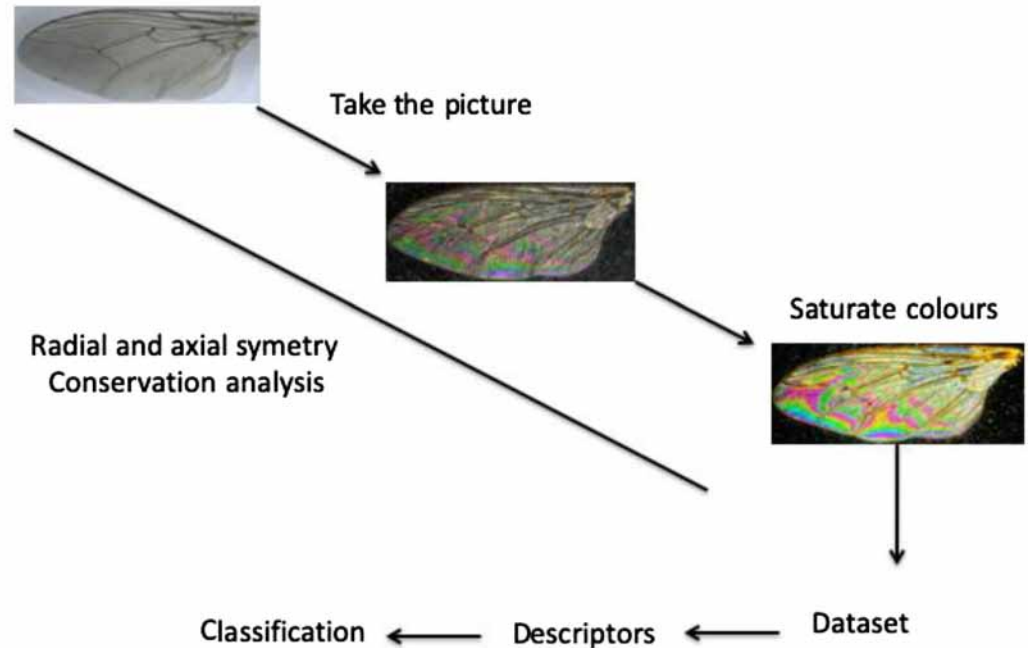 Take the picture
Saturate colours
Radial and axial symetry
Conservation analysis
Dataset
Descriptors
Classification